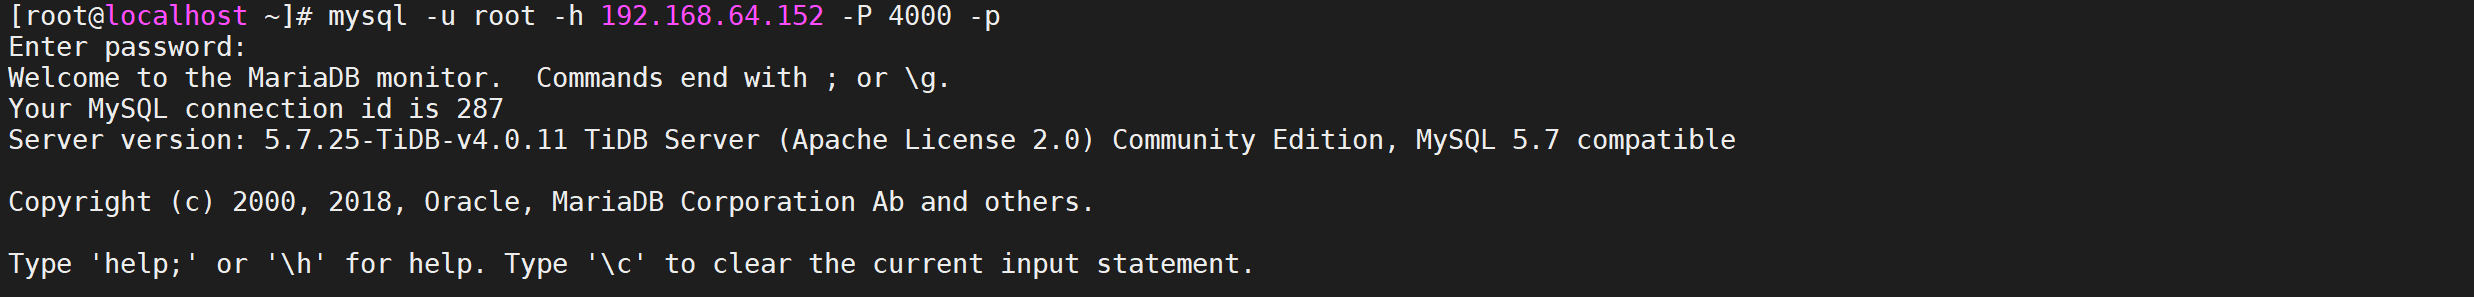 [root@localhost ~]# mysql -u root -h 192.168.64.152 -P 4000 -p
Enter password:
Welcome to the MariaDB monitor.  Commands end with ; or \g.
Your MySQL connection id is 287
Server version: 5.7.25-TiDB-v4.0.11 TiDB Server (Apache License 2.0) Community Edition, MySQL 5.7 compatible
Copyright (c) 2000, 2018, Oracle, MariaDB Corporation Ab and others.
Type 'help;' or '\h' for help. Type '\c' to clear the current input statement.